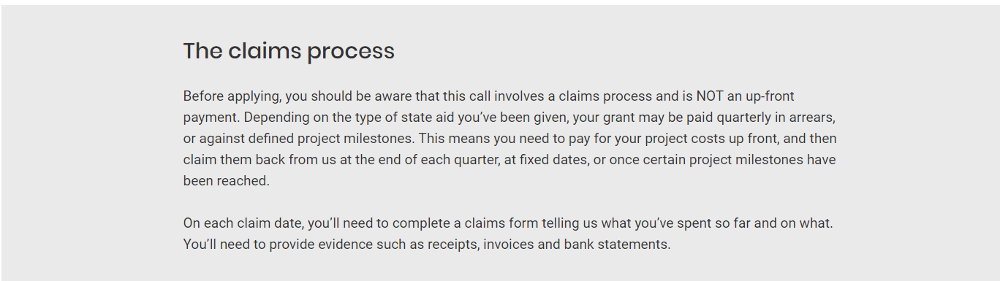 The claims process
Before applying, you should be aware that this call involves a claims process and is NOT an up-front
payment. Depending on the type of state aid you’ve been given, your grant may be paid quarterly in arrears,
or against defined project milestones. This means you need to pay for your project costs up front, and then
claim them back from us at the end of each quarter, at fixed dates, or once certain project milestones have
been reached.
On each claim date, you’ll need to complete a claims form telling us what you’ve spent so far and on what.
You’ll need to provide evidence such as receipts, invoices and bank statements.